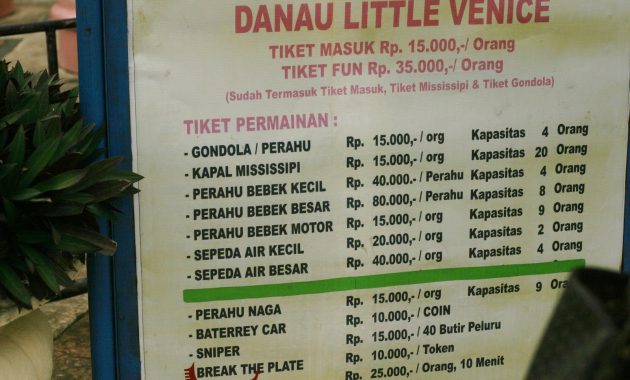 DANAU LITTLE VENICE
TIKET MASUK Rp. 15.000,-/ Orang
TIKET FUN Rp. 35.000,-/ Orang
(Sudah Termasuk Tiket Masuk, Tiket Mississipi & Tiket Gondola)
TIKET PERMAINAN :
- GONDOLA / PERAHU Rp. 15.000,- / org Kapasitas 4 Orang
- KAPAL MISSISSIPI Rp. 15.000,- / org Kapasitas 20 Orang
- PERAHU BEBEK KECIL Rp. 40.000,- / Perahu Kapasitas 4 Orang
- PERAHU BEBEK BESAR Rp. 80.000,- / Perahu Kapasitas 8 Orang
- PERAHU BEBEK MOTOR Rp. 15.000,- / org Kapasitas 9 Orang
- SEPEDA AIR KECIL Rp. 20.000,- / org Kapasitas 2 Orang
- SEPEDA AIR BESAR Rp. 40.000,- / org Kapasitas 4 Orang
- PERAHU NAGA Rp. 15.000,- / org Kapasitas 9
- BATERREY CAR Rp. 10.000,- / COIN
- SNIPER Rp. 15.000,- / 40 Butir Peluru
BREAK THE PLATE Rp. 10.000,- / Token
Rp. 25.000,- / Orang, 10 Menit